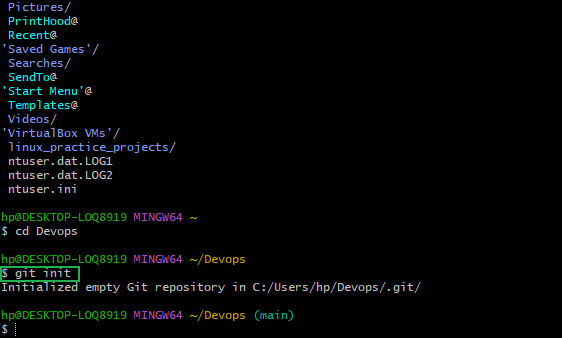 Pictures/
PrintHood@
Recent@
'Saved Games'/
Searches/
SendTo@
'Start Menu'@
Templates@
Videos/
'VirtualBox VMs'/
linux_practice_projects/
ntuser.dat.LOG1
ntuser.dat.LOG2
ntuser.ini
hp@DESKTOP-LOQ8919 MINGW64 ~
$ cd Devops
hp@DESKTOP-LOQ8919 MINGW64 ~/Devops
$ git init
Initialized empty Git repository in C:/Users/hp/Devops/.git/
hp@DESKTOP-LOQ8919 MINGW64 ~/Devops (main)
$